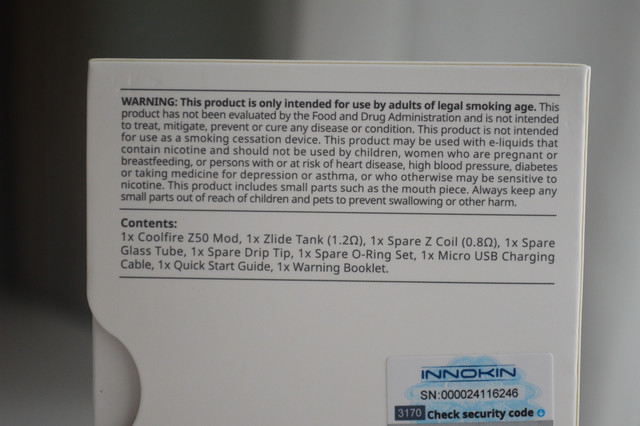 WARNING: This product is only intended for use by adults of legal smoking age. This
product has not been evaluated by the Food and Drug Administration and is not intended
to treat, mitigate, prevent or cure any disease or condition. This product is not intended
for use as a smoking cessation device. This product may be used with e-liquids that
contain nicotine and should not be used by children, women who are pregnant or
breastfeeding, or persons with or at risk of heart disease, high blood pressure, diabetes
or taking medicine for depression or asthma, or who otherwise may be sensitive to
nicotine. This product includes small parts such as the mouth piece. Always keep any
small parts out of reach of children and pets to prevent swallowing or other harm.
Contents:
1x Coolfire Z50 Mod, 1x Zlide Tank (1.2Ω), 1x Spare Z Coil (0.8Ω), 1x Spare
Glass Tube, 1x Spare Drip Tip, 1x Spare O-Ring Set, 1x Micro USB Charging
Cable, 1x Quick Start Guide, 1x Warning Booklet.
INNOKIN
SN:000024116246
3170 Check security code